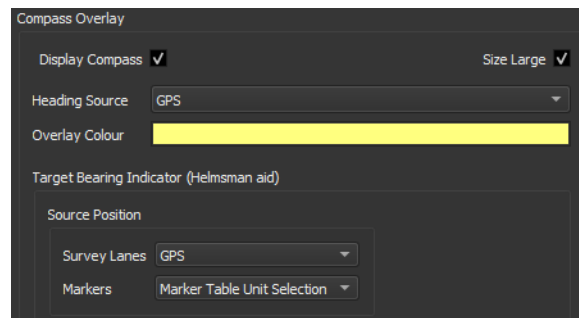 Compass Overlay
Display Compass Size Large
Heading Source GPS
Overlay Colour
Target Bearing Indicator (Helmsman aid)
Source Position
Survey Lanes GPS
Markers Marker Table Unit Selection